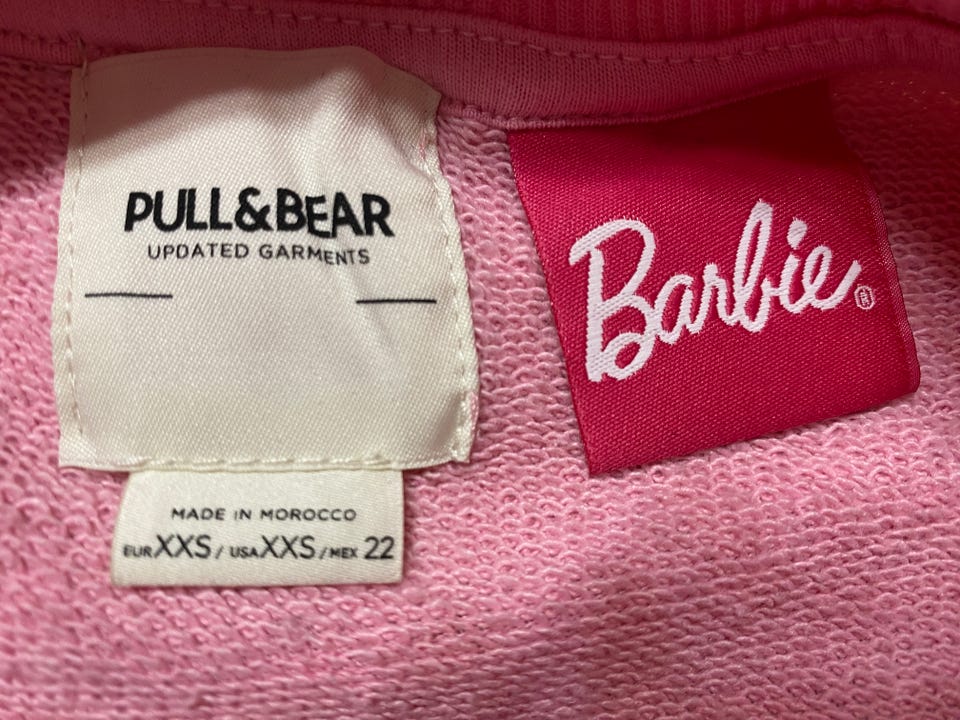 PULL&BEAR
UPDATED GARMENTS
MADE IN MOROCCO
EUR XXS / USA XXS / MEX 22
Barbie®